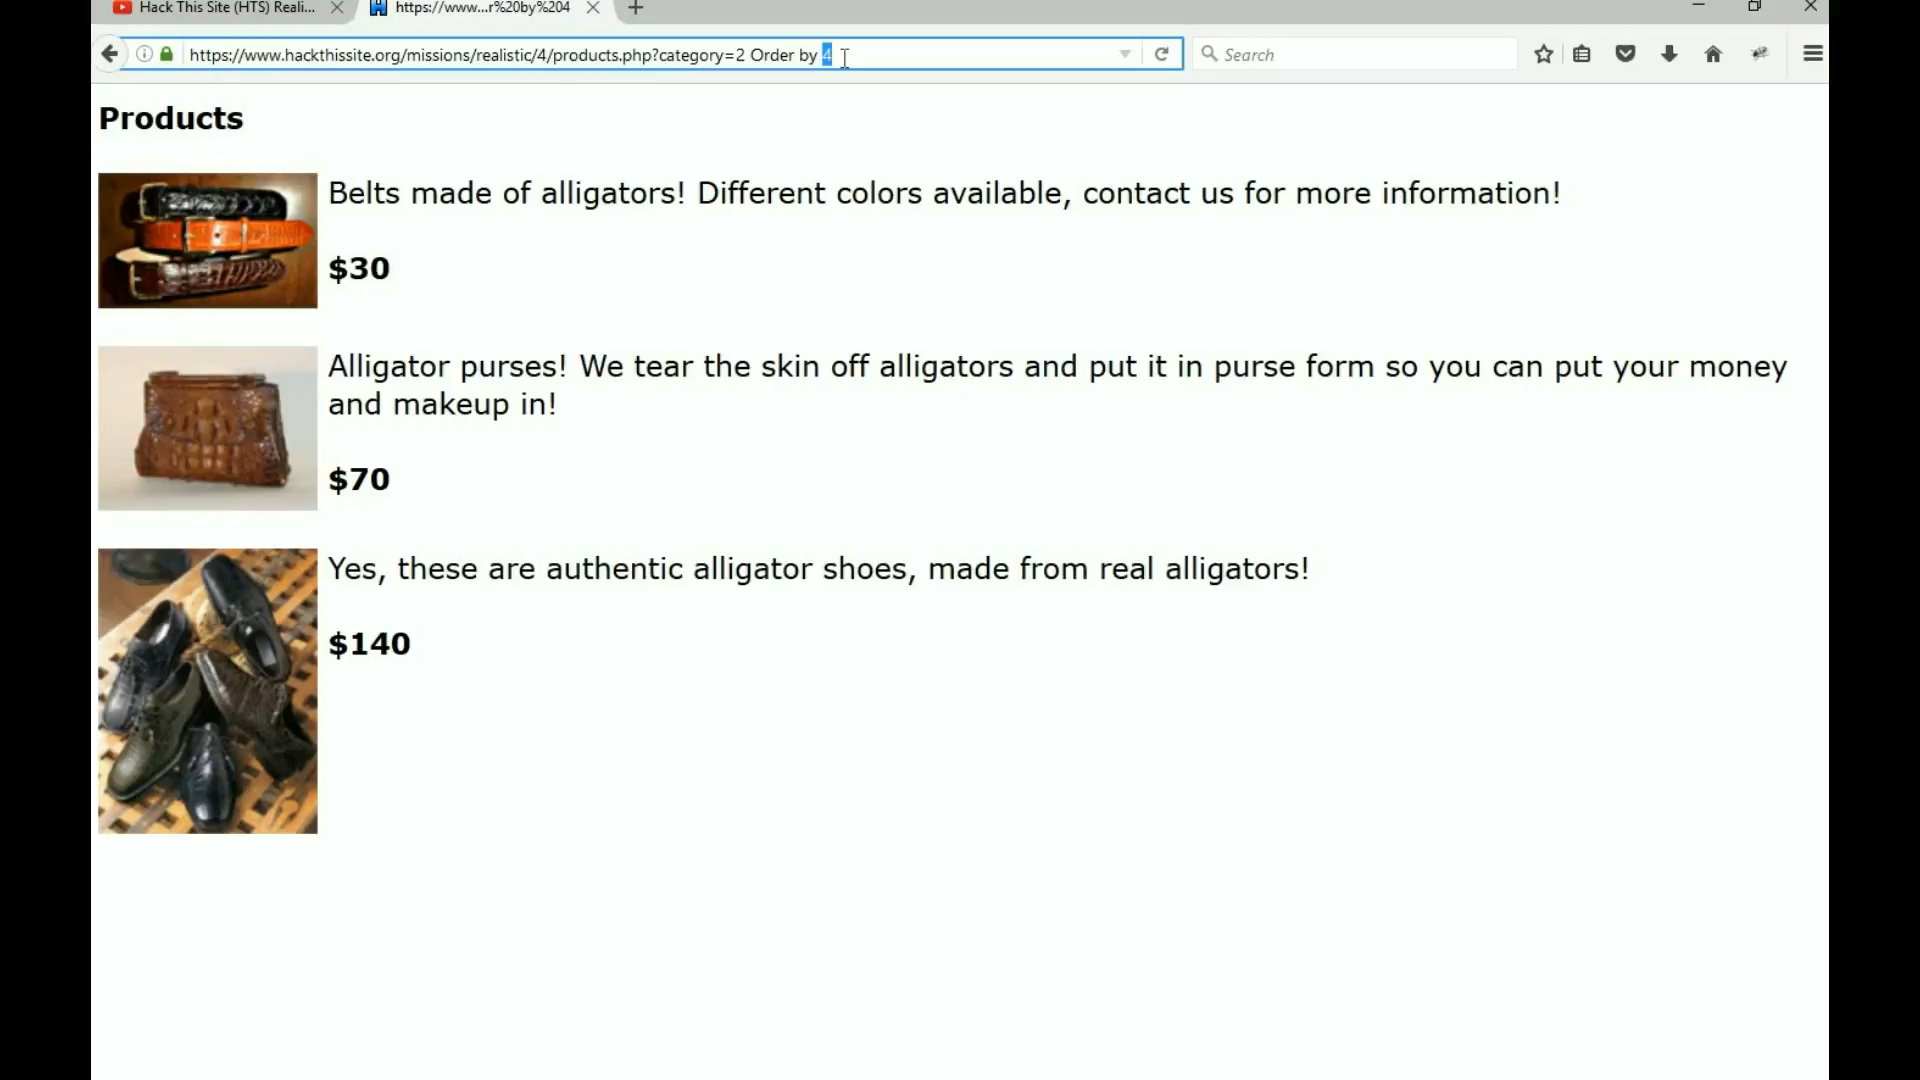 Hack This Site (HTS) Reali...
https://www...r%20by%204
https://www.hackthissite.org/missions/realistic/4/products.php?category=2 Order by 4
Search
Products
Belts made of alligators! Different colors available, contact us for more information!
$30
Alligator purses! We tear the skin off alligators and put it in purse form so you can put your money
and makeup in!
$70
Yes, these are authentic alligator shoes, made from real alligators!
$140